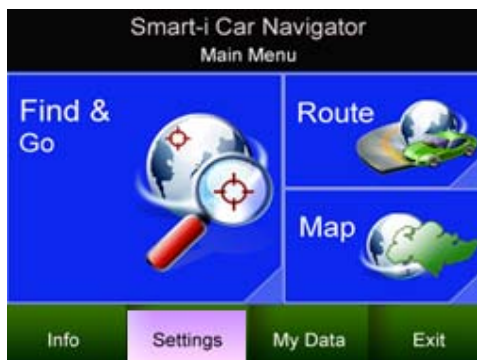 Smart-i Car Navigator
Main Menu
Find &
Go
Route
Map
Info
Settings
My Data
Exit